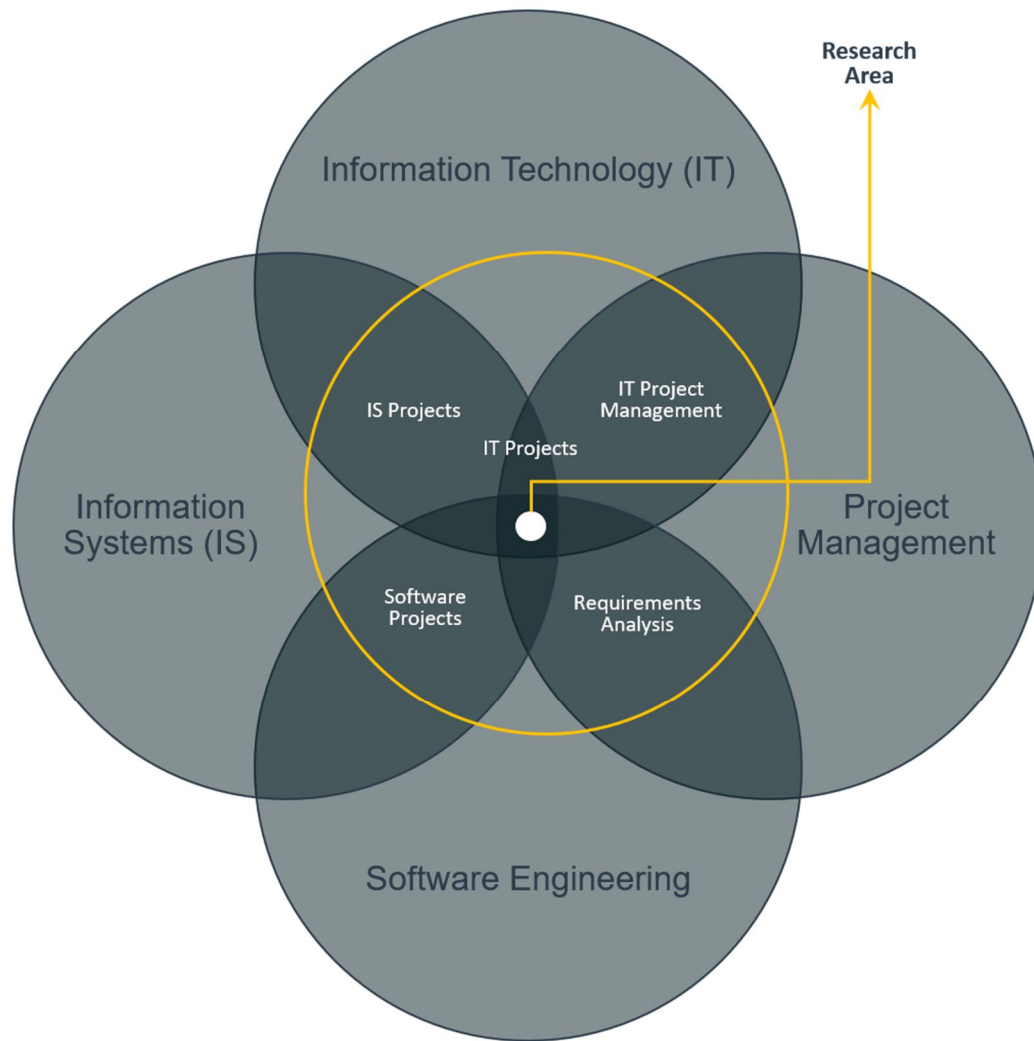 Research
Area
Information Technology (IT)
IS Projects
IT Project
Management
IT Projects
Information
Systems (IS)
Project
Management
Software
Projects
Requirements
Analysis
Software Engineering